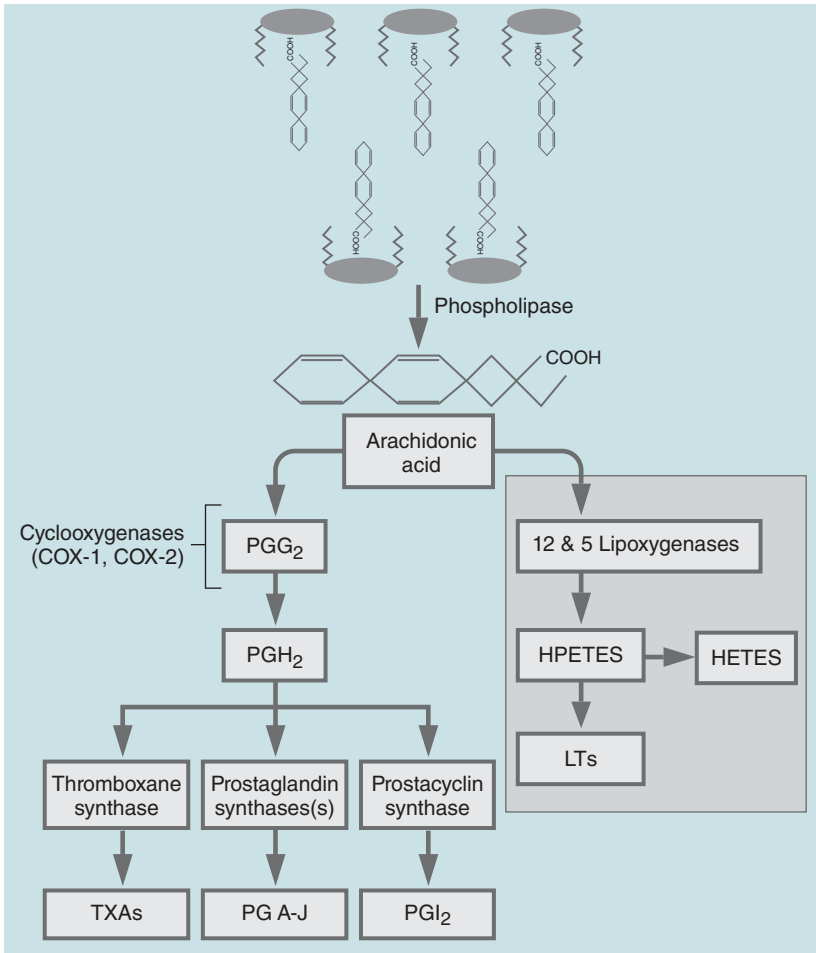 COOH
COOH
COOH
COOH
COOH
Phospholipase
COOH
Arachidonic
acid
Cyclooxygenases
(COX-1, COX-2)
PGG₂
12 & 5 Lipoxygenases
PGH₂
HPETES
HETES
LTs
Thromboxane
synthase
Prostaglandin
synthases(s)
Prostacyclin
synthase
TXAs
PG A-J
PGI₂